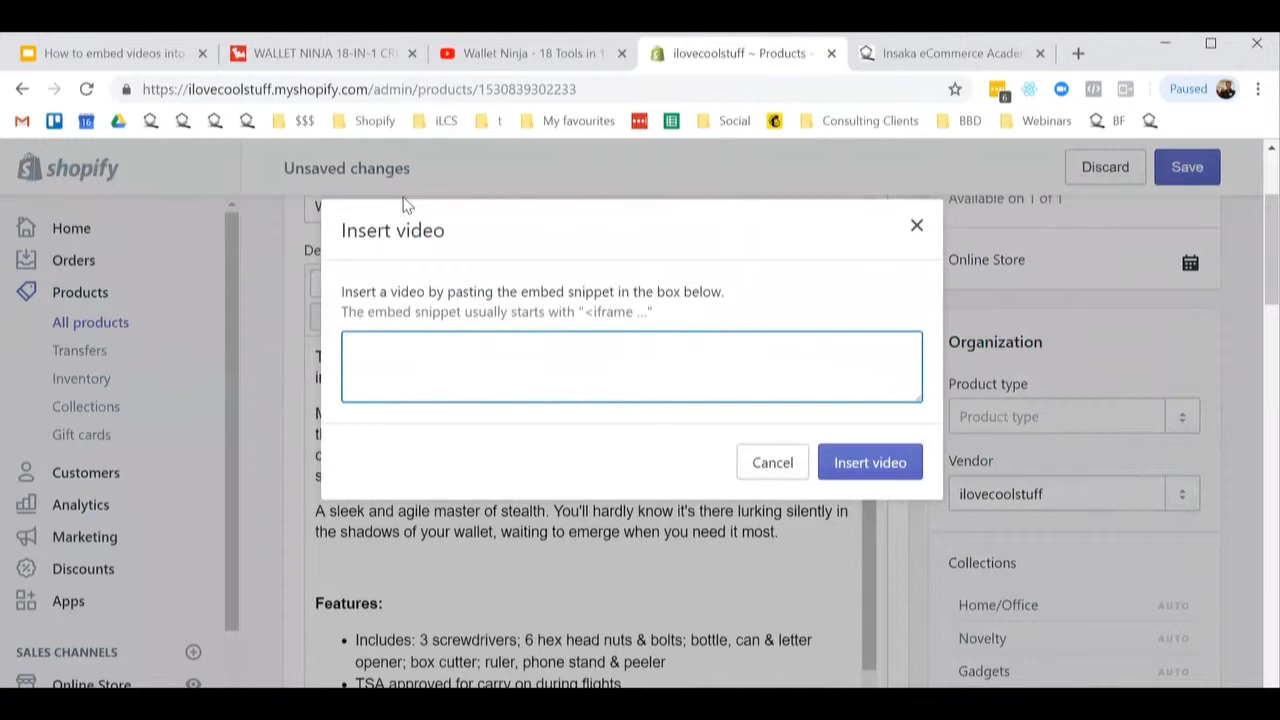 How to embed videos into
WALLET NINJA 18-IN-1 CR
Wallet Ninja - 18 Tools in 1
ilovecoolstuff ~ Products -
Insaka eCommerce Acade
https://ilovecoolstuff.myshopify.com/admin/products/1530839302233
6
Paused
16
$$$
Shopify
iLCS
t
My favourites
Social
Consulting Clients
BBD
Webinars
BF
shopify
Unsaved changes
Discard
Save
Home
Orders
Products
All products
Transfers
Inventory
Collections
Gift cards
Customers
Analytics
Marketing
Discounts
Apps
SALES CHANNELS
Online Store
Insert video
Insert a video by pasting the embed snippet in the box below.
The embed snippet usually starts with "<iframe ..."
Cancel
Insert video
A sleek and agile master of stealth. You'll hardly know it's there lurking silently in
the shadows of your wallet, waiting to emerge when you need it most.
Features:
• Includes: 3 screwdrivers; 6 hex head nuts & bolts; bottle, can & letter
opener; box cutter; ruler, phone stand & peeler
• TSA approved for carry on during flights
Available on 1 of 1
Online Store
Organization
Product type
Product type
Vendor
ilovecoolstuff
Collections
Home/Office AUTO
Novelty AUTO
Gadgets AUTO